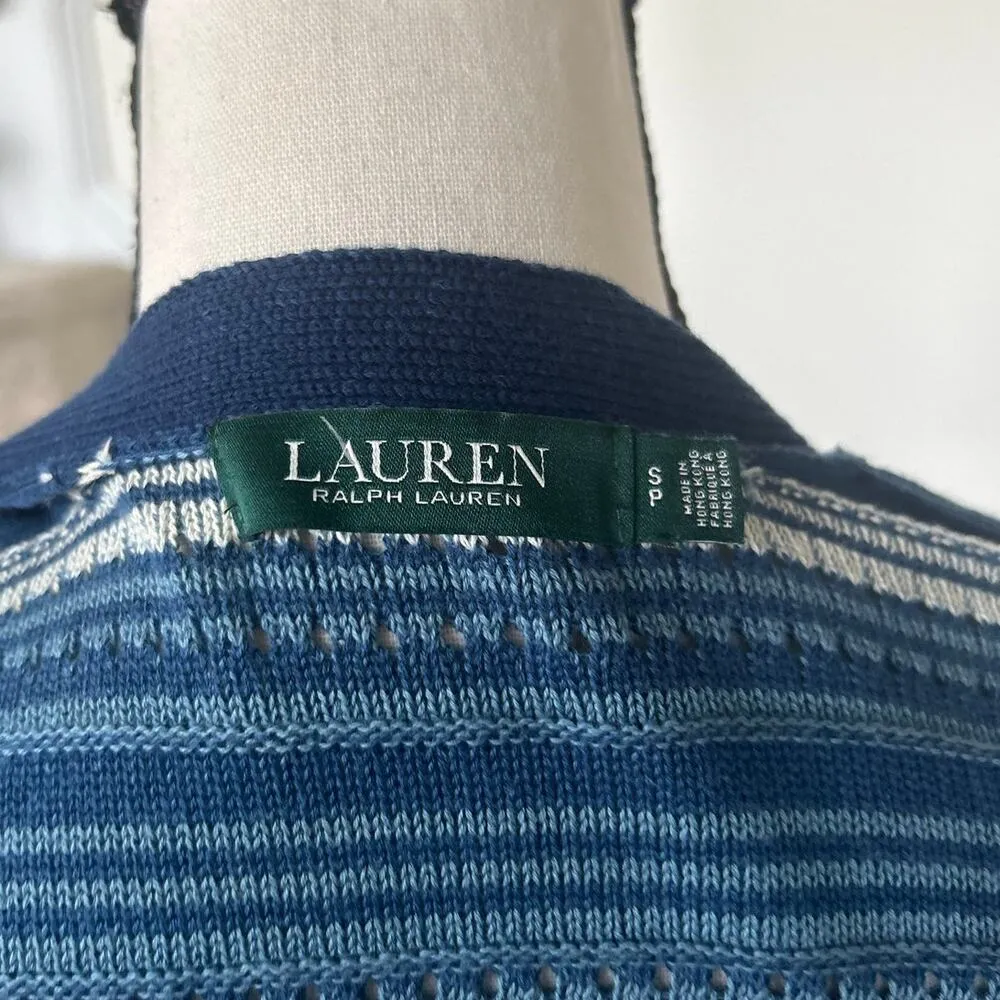 LAUREN
RALPH LAUREN
S
P
MADE IN
HONG KONG
FABRIQUÉ À
HONG KONG